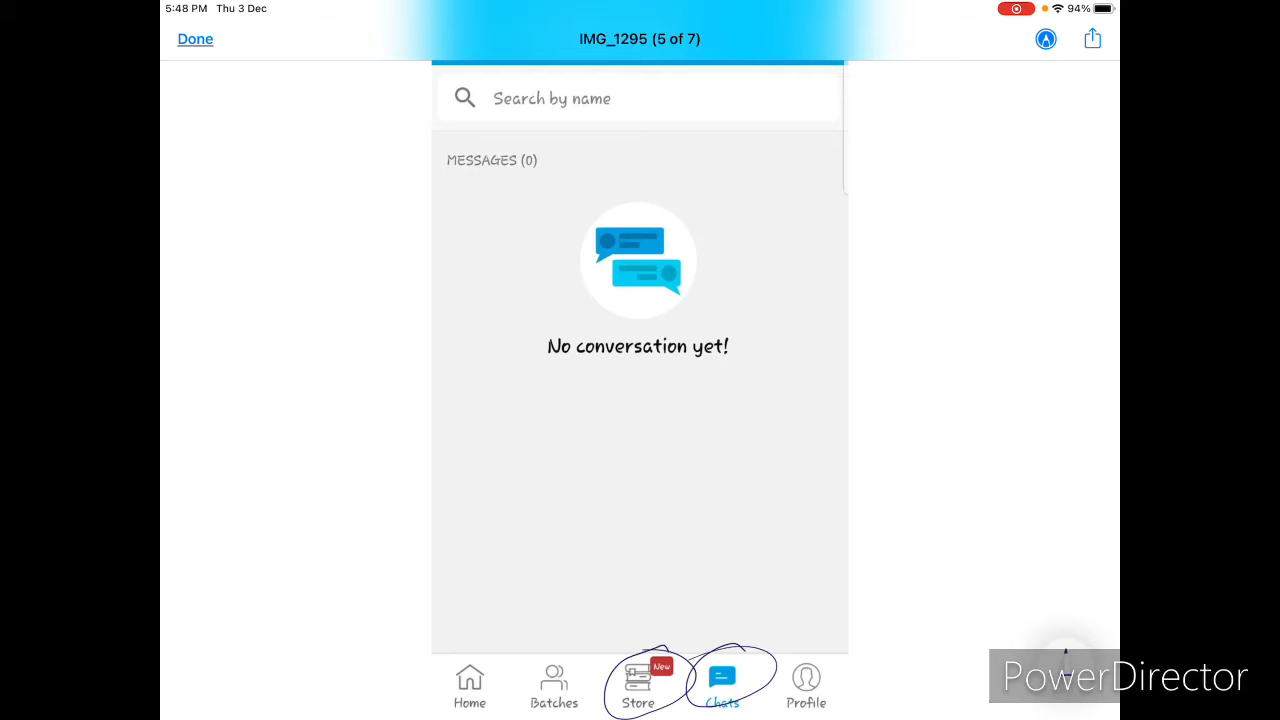 5:48 PM Thu 3 Dec 94%
Done IMG_1295 (5 of 7)
Search by name
MESSAGES (0)
No conversation yet!
New
Home Batches Store Chats Profile
PowerDirector